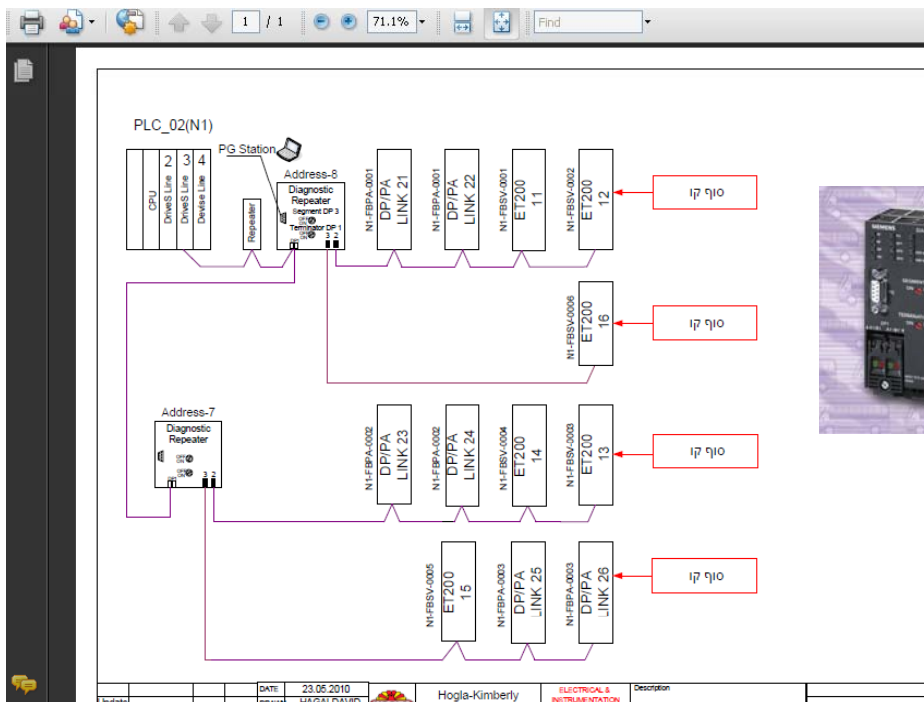 1 / 1
71.1%
Find
PLC_02(N1)
PG Station
CPU
2 DriveS Line
3 DriveS Line
4 Devise Line
Repeater
Address-8
Diagnostic
Repeater
Segment DP 3
Terminator DP 1
3 2
N1-FBPA-0001
DP/PA
LINK 21
N1-FBPA-0001
DP/PA
LINK 22
N1-FBSV-0001
ET200
11
N1-FBSV-0002
ET200
12
סוף קו
N1-FBSV-0006
ET200
16
סוף קו
SIEMENS
Address-7
Diagnostic
Repeater
3 2
N1-FBPA-0002
DP/PA
LINK 23
N1-FBPA-0002
DP/PA
LINK 24
N1-FBSV-0004
ET200
14
N1-FBSV-0003
ET200
13
סוף קו
N1-FBSV-0005
ET200
15
N1-FBPA-0003
DP/PA
LINK 25
N1-FBPA-0003
DP/PA
LINK 26
סוף קו
DATE
23.05.2010
HAGAI DAVID
Hogla-Kimberly
ELECTRICAL &
INSTRUMENTATION
Description